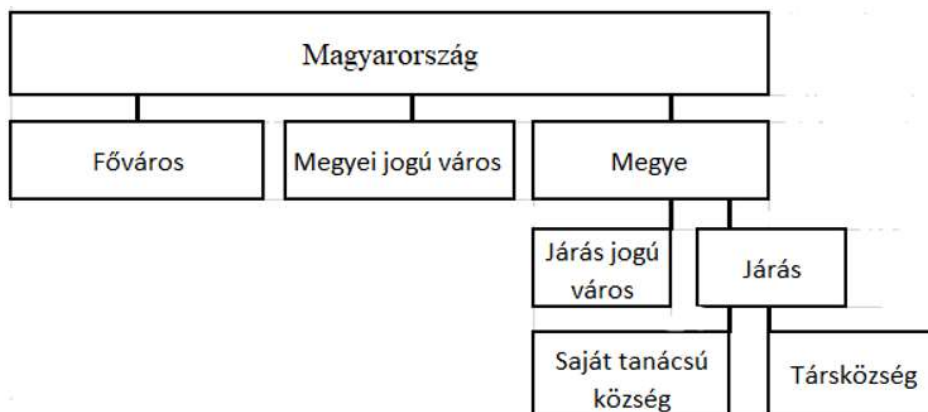 Magyarország
Főváros
Megyei jogú város
Megye
Járás jogú
város
Járás
Saját tanácsú
község
Társközség